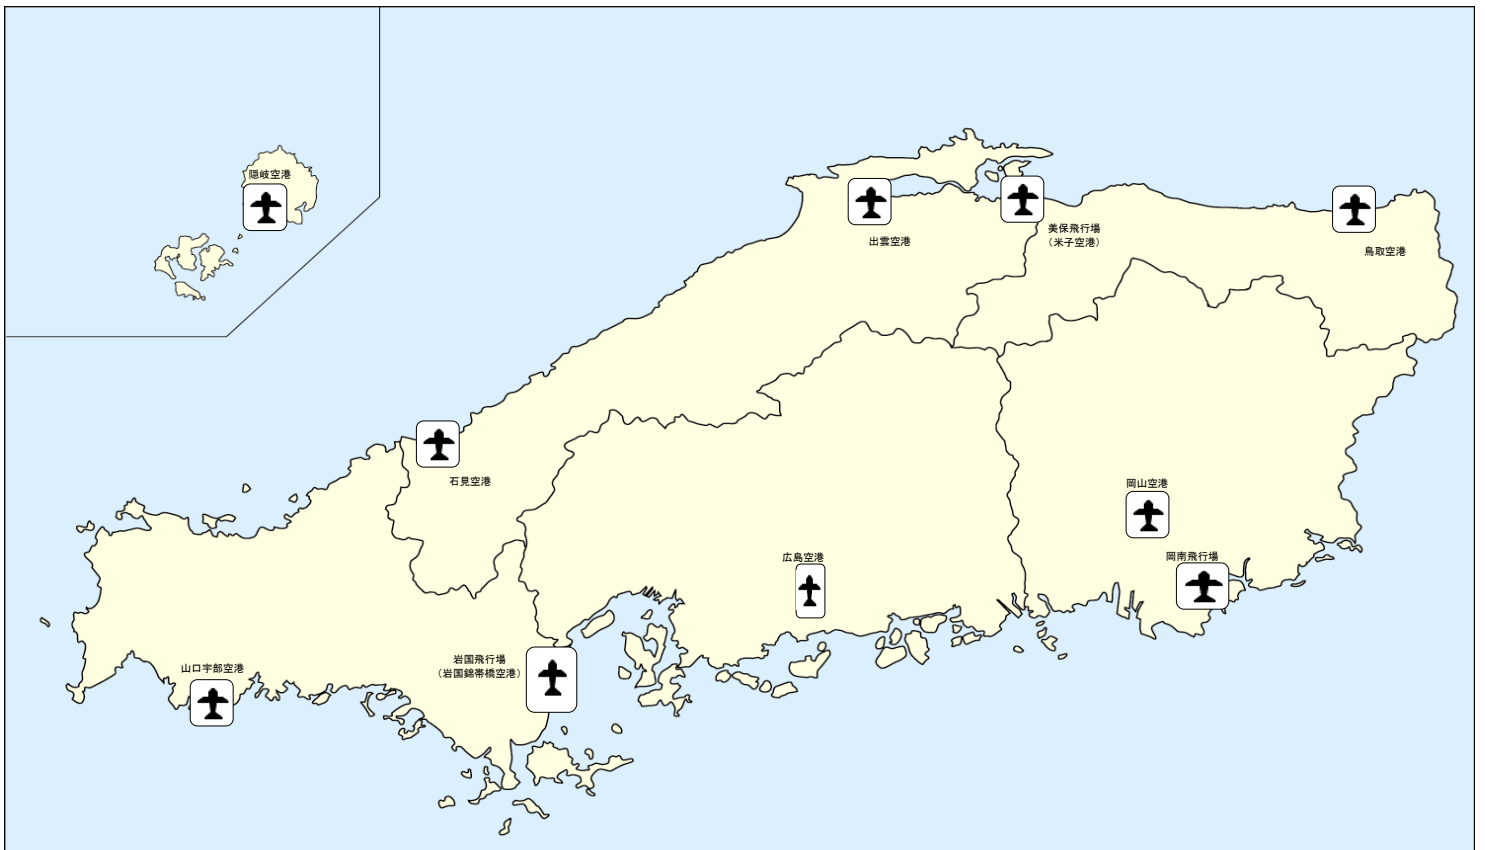 隠岐空港
出雲空港
美保飛行場
（米子空港）
鳥取空港
石見空港
岡山空港
岡南飛行場
広島空港
岩国飛行場
（岩国錦帯橋空港）
山口宇部空港